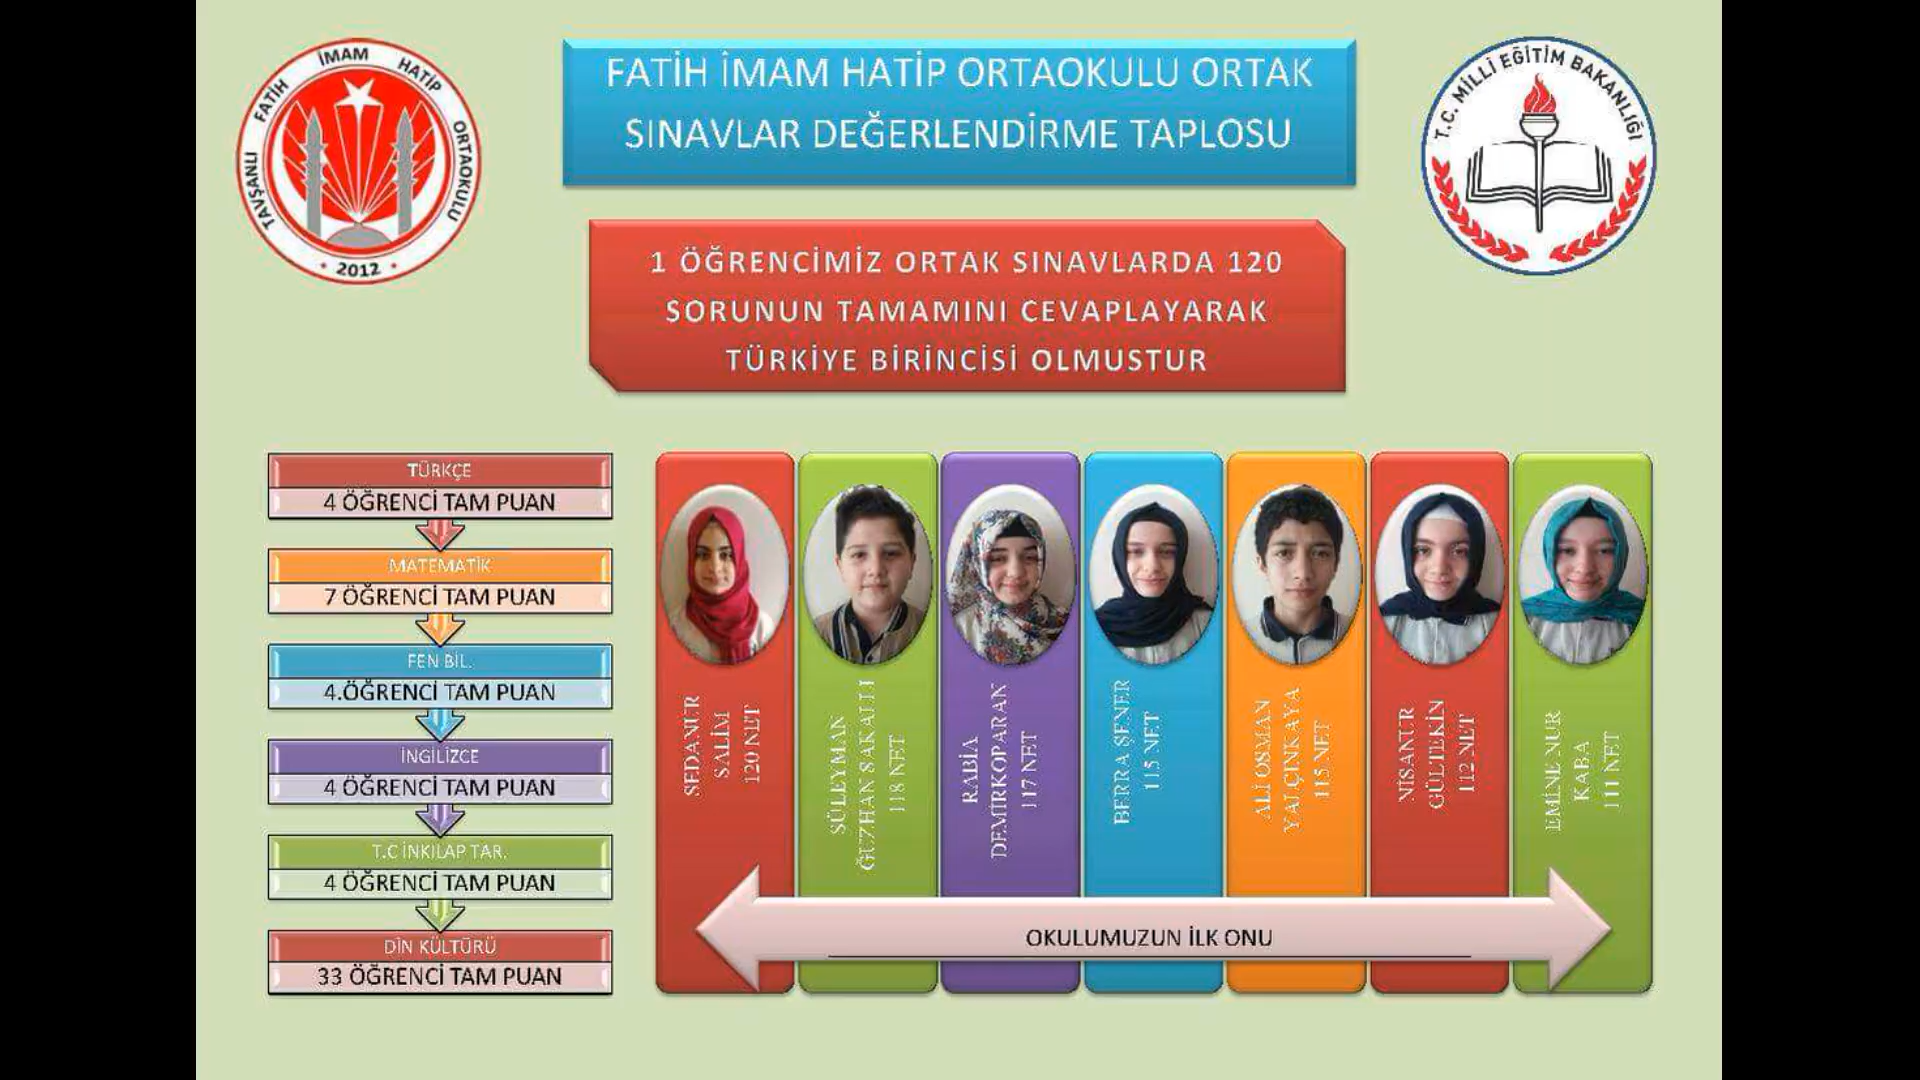 FATİH İMAM HATİP ORTAOKULU
TAVŞANLI
• 2012 •
FATİH İMAM HATİP ORTAOKULU ORTAK
SINAVLAR DEĞERLENDİRME TAPLOSU
T.C. MİLLİ EĞİTİM BAKANLIĞI
1 ÖĞRENCİMİZ ORTAK SINAVLARDA 120
SORUNUN TAMAMINI CEVAPLAYARAK
TÜRKİYE BİRİNCİSİ OLMUSTUR
TÜRKÇE
4 ÖĞRENCİ TAM PUAN
MATEMATİK
7 ÖĞRENCİ TAM PUAN
FEN BİL.
4.ÖĞRENCİ TAM PUAN
İNGİLİZCE
4 ÖĞRENCİ TAM PUAN
T.C İNKILAP TAR.
4 ÖĞRENCİ TAM PUAN
DİN KÜLTÜRÜ
33 ÖĞRENCİ TAM PUAN
SEDANUR
SALİM
120 NET
SÜLEYMAN
ĞUZHAN SAKALLI
118 NET
RABİA
DEMİRKOPARAN
117 NET
BERRA ŞENER
115 NET
ALİ OSMAN
YALÇINKAYA
115 NET
NİSANUR
GÜLTEKİN
112 NET
EMİNE NUR
KABA
111 NET
OKULUMUZUN İLK ONU